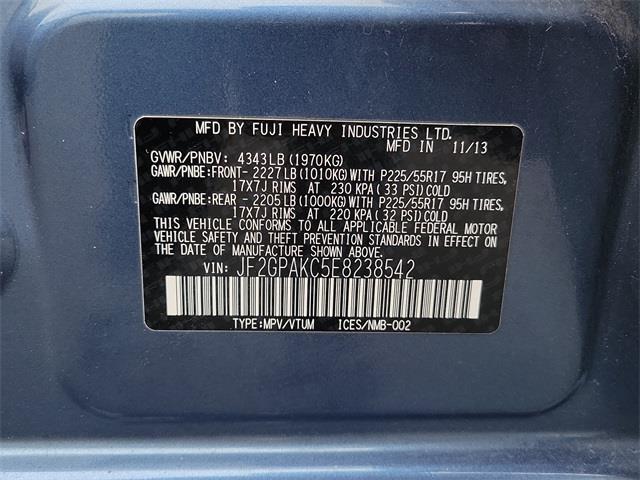 MFD BY FUJI HEAVY INDUSTRIES LTD.
MFD IN 11/13
GVWR/PNBV: 4343LB(1970KG)
GAWR/PNBE:FRONT- 2227LB(1010KG)WITH P225/55R17 95H TIRES,
17X7J RIMS AT 230 KPA(33 PSI)COLD
GAWR/PNBE:REAR - 2205LB(1000KG)WITH P225/55R17 95H TIRES,
17X7J RIMS AT 220 KPA(32 PSI)COLD
THIS VEHICLE CONFORMS TO ALL APPLICABLE FEDERAL MOTOR
VEHICLE SAFETY AND THEFT PREVENTION STANDARDS IN EFFECT ON
THE DATE OF MANUFACTURE SHOWN ABOVE.
VIN: JF2GPAKC5E8238542
TYPE:MPV/VTUM ICES/NMB-002